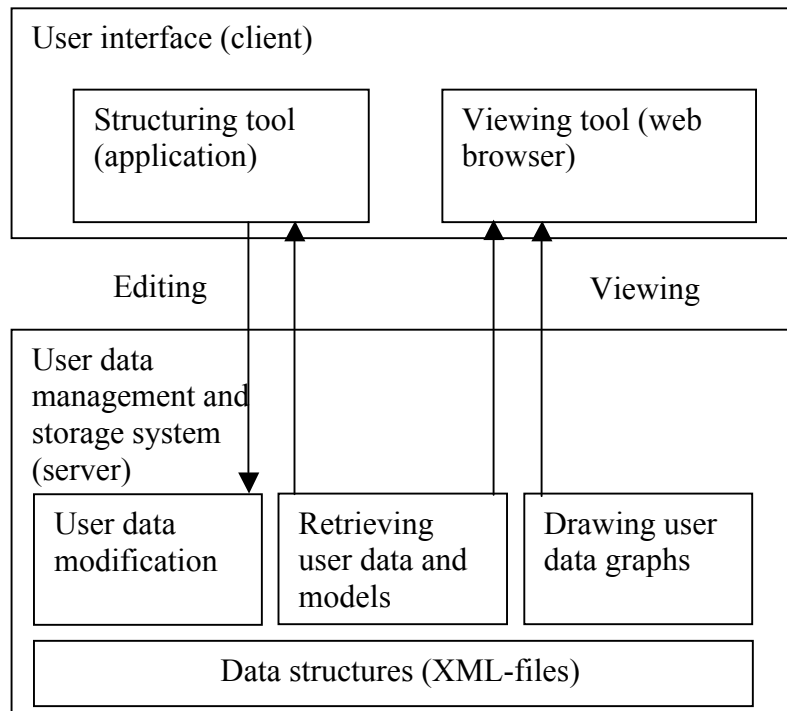 User interface (client)
Structuring tool
(application)
Viewing tool (web
browser)
Editing
Viewing
User data
management and
storage system
(server)
User data
modification
Retrieving
user data and
models
Drawing user
data graphs
Data structures (XML-files)